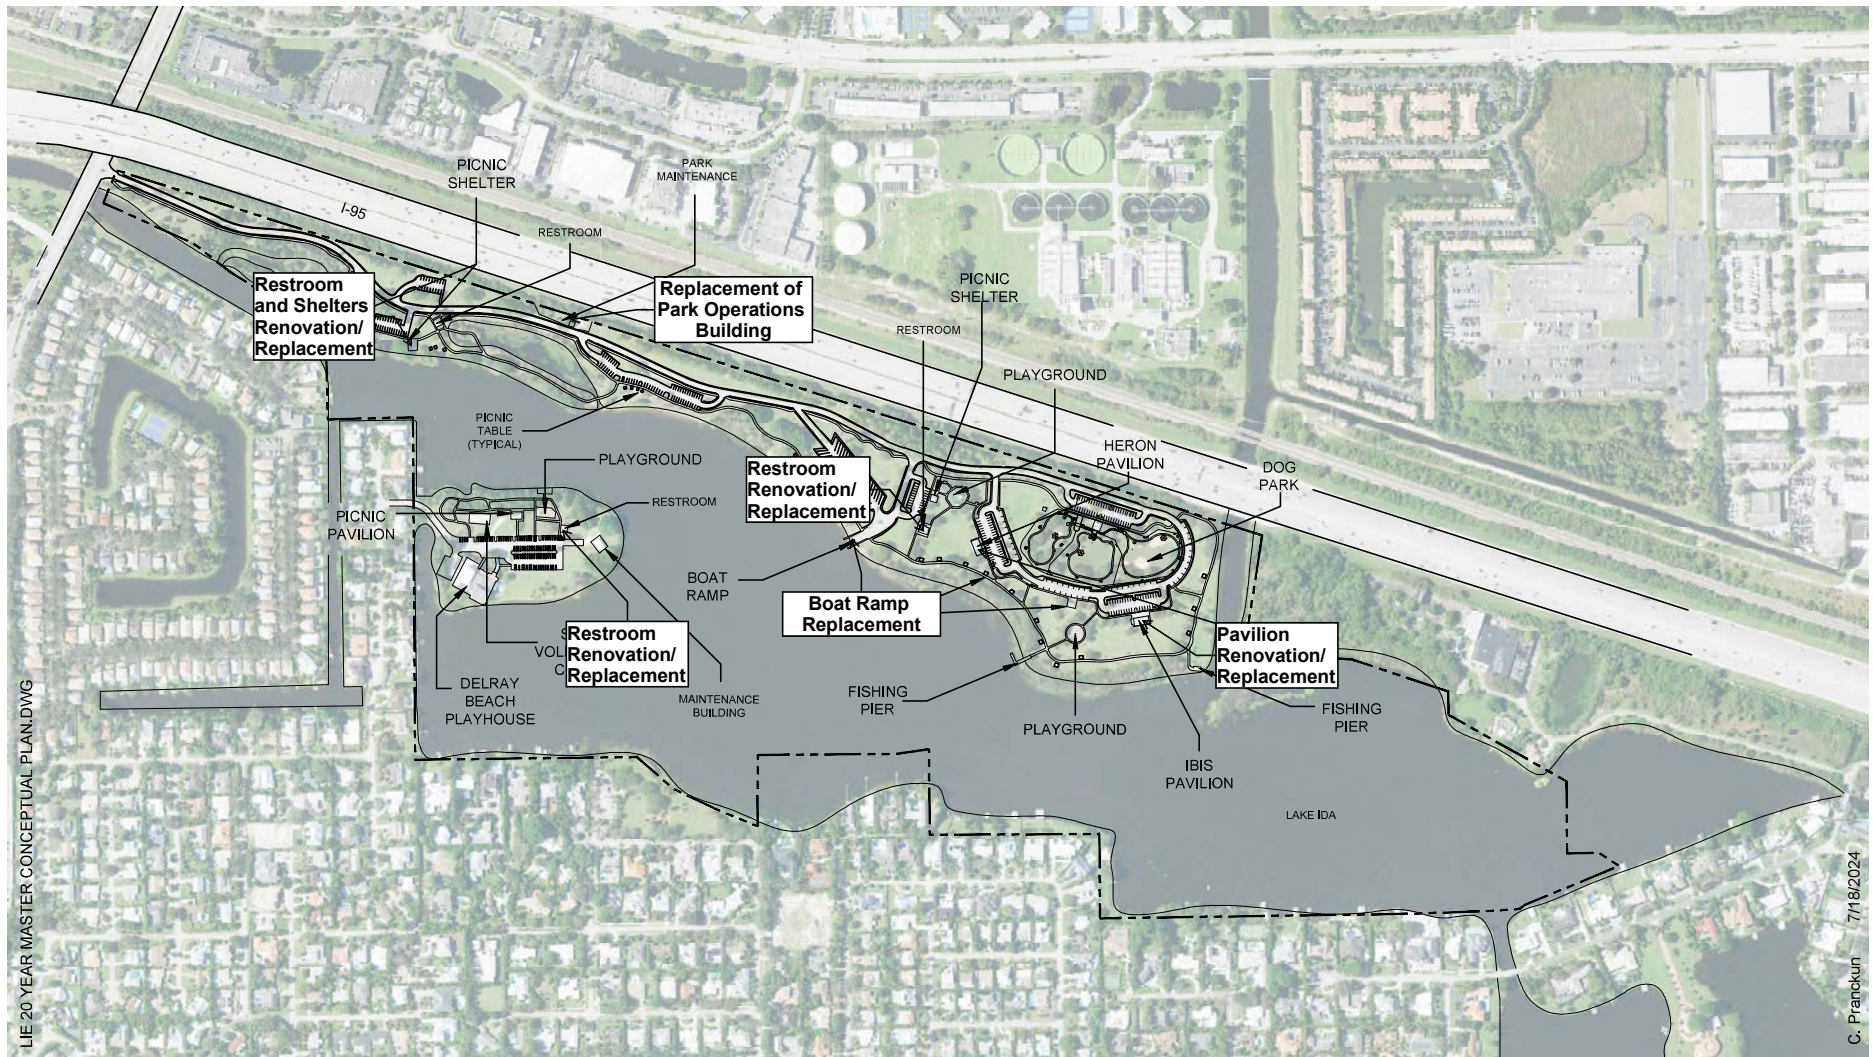 PICNIC
SHELTER
PARK
MAINTENANCE
I-95
RESTROOM
Restroom
and Shelters
Renovation/
Replacement
Replacement of
Park Operations
Building
PICNIC
SHELTER
RESTROOM
PLAYGROUND
PICNIC
TABLE
(TYPICAL)
HERON
PAVILION
DOG
PARK
PLAYGROUND
Restroom
Renovation/
Replacement
RESTROOM
PICNIC
PAVILION
BOAT
RAMP
Boat Ramp
Replacement
S
VOL
C
Restroom
Renovation/
Replacement
Pavilion
Renovation/
Replacement
DELRAY
BEACH
PLAYHOUSE
MAINTENANCE
BUILDING
FISHING
PIER
PLAYGROUND
FISHING
PIER
IBIS
PAVILION
LAKE IDA
LIE 20 YEAR MASTER CONCEPTUAL PLAN.DWG
C. Pranckun 7/18/2024